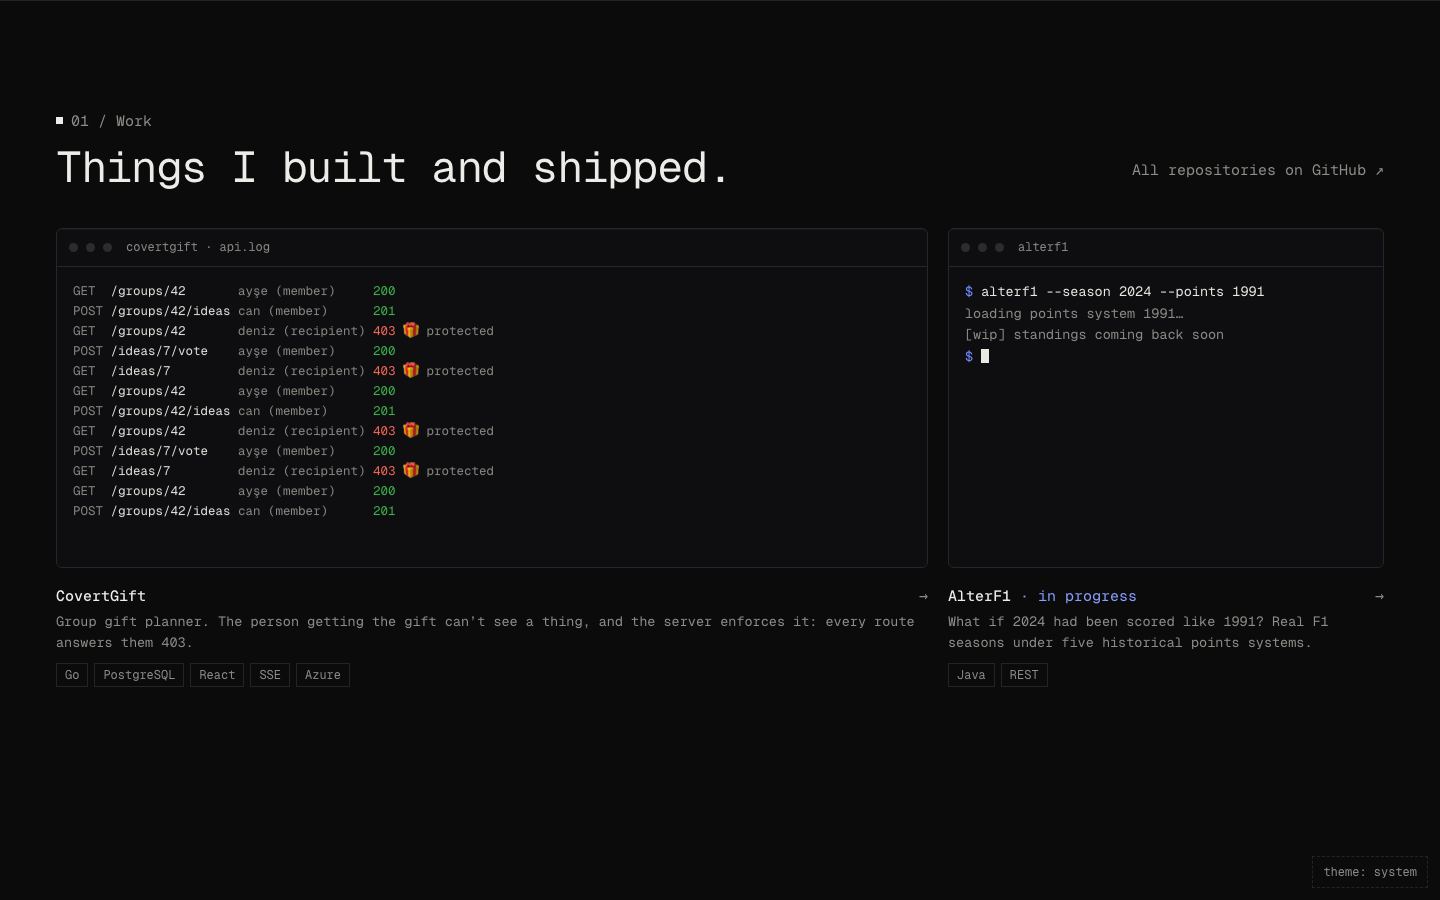 01 / Work
Things I built and shipped.
All repositories on GitHub ↗
covertgift · api.log
GET /groups/42 ayşe (member) 200
POST /groups/42/ideas can (member) 201
GET /groups/42 deniz (recipient) 403 🎁 protected
POST /ideas/7/vote ayşe (member) 200
GET /ideas/7 deniz (recipient) 403 🎁 protected
GET /groups/42 ayşe (member) 200
POST /groups/42/ideas can (member) 201
GET /groups/42 deniz (recipient) 403 🎁 protected
POST /ideas/7/vote ayşe (member) 200
GET /ideas/7 deniz (recipient) 403 🎁 protected
GET /groups/42 ayşe (member) 200
POST /groups/42/ideas can (member) 201
CovertGift →
Group gift planner. The person getting the gift can't see a thing, and the server enforces it: every route
answers them 403.
Go PostgreSQL React SSE Azure
alterf1
$ alterf1 --season 2024 --points 1991
loading points system 1991…
[wip] standings coming back soon
$
AlterF1 · in progress →
What if 2024 had been scored like 1991? Real F1
seasons under five historical points systems.
Java REST
theme: system